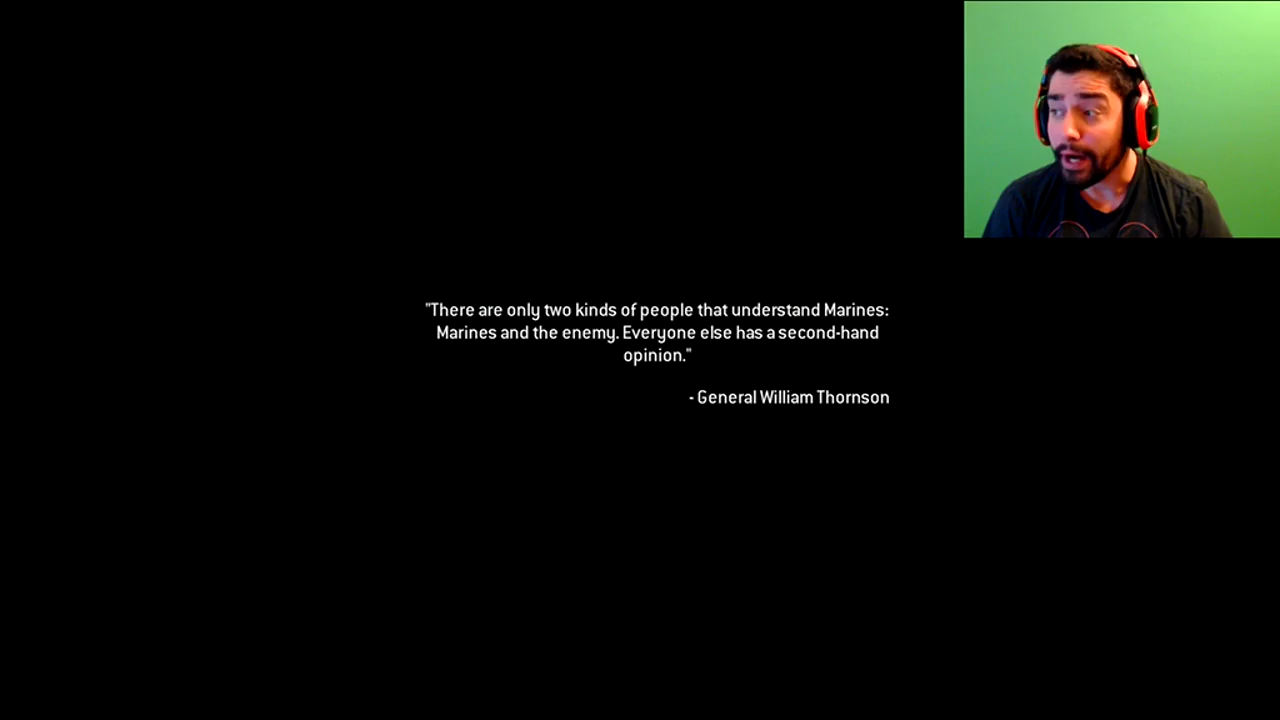 "There are only two kinds of people that understand Marines:
Marines and the enemy. Everyone else has a second-hand
opinion."
- General William Thornson